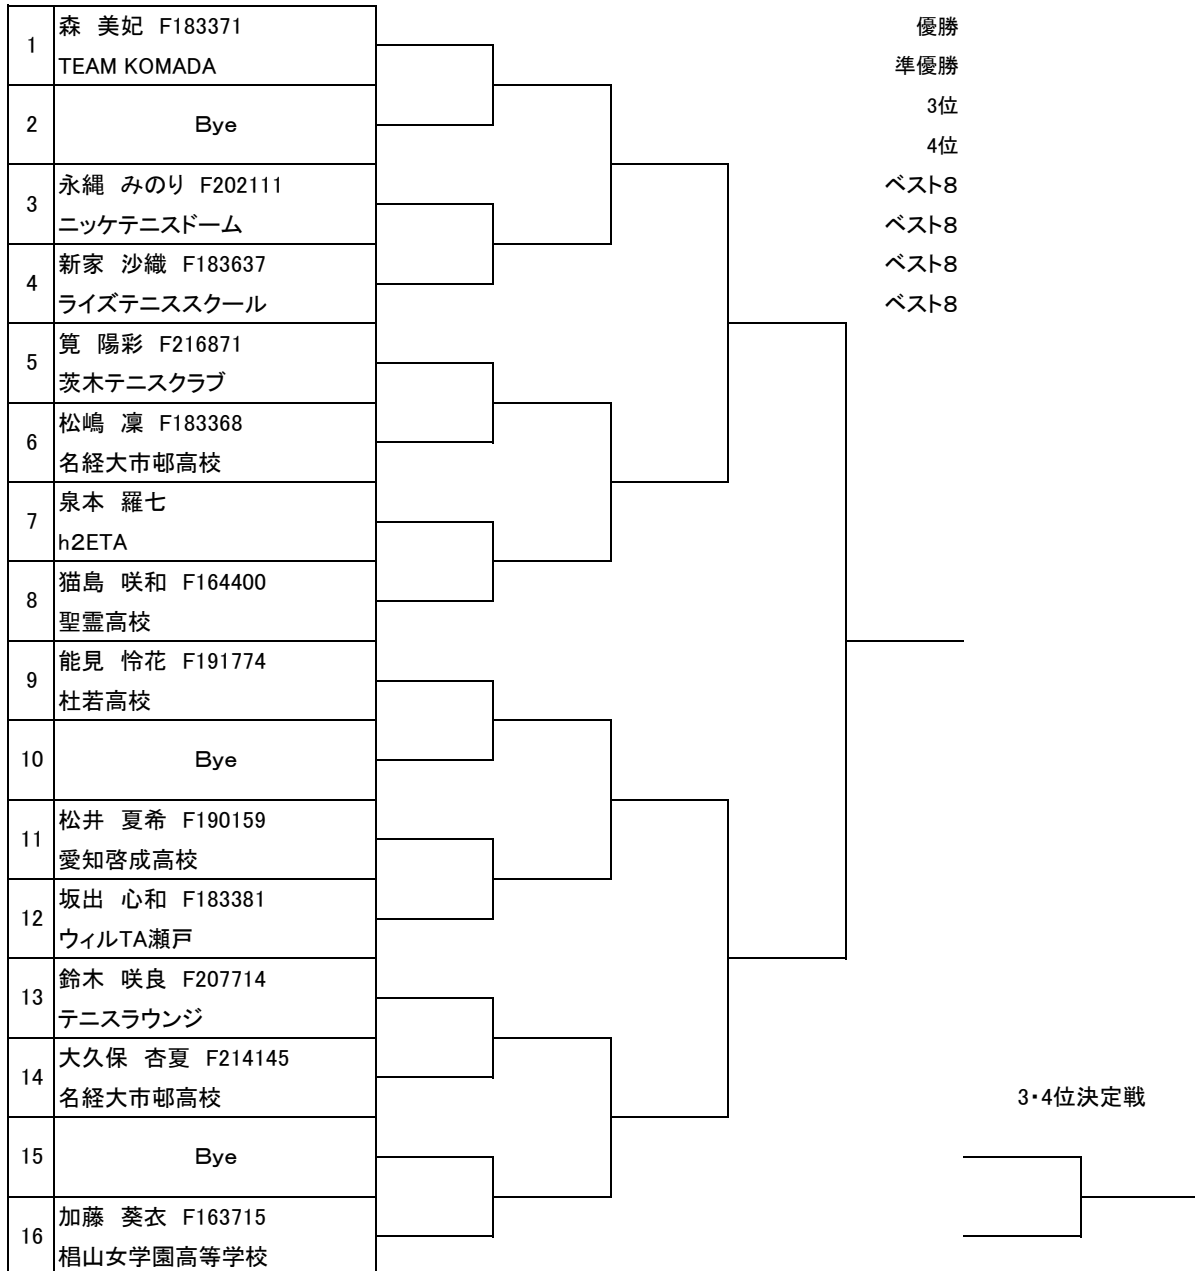 1
森 美妃 F183371
TEAM KOMADA
2
Bye
3
永縄 みのり F202111
ニッケテニスドーム
4
新家 沙織 F183637
ライズテニススクール
5
筧 陽彩 F216871
茨木テニスクラブ
6
松嶋 凜 F183368
名経大市邨高校
7
泉本 羅七
h2ETA
8
猫島 咲和 F164400
聖霊高校
9
能見 怜花 F191774
杜若高校
10
Bye
11
松井 夏希 F190159
愛知啓成高校
12
坂出 心和 F183381
ウィルTA瀬戸
13
鈴木 咲良 F207714
テニスラウンジ
14
大久保 杏夏 F214145
名経大市邨高校
15
Bye
16
加藤 葵衣 F163715
椙山女学園高等学校
優勝
準優勝
3位
4位
ベスト8
ベスト8
ベスト8
ベスト8
3・4位決定戦